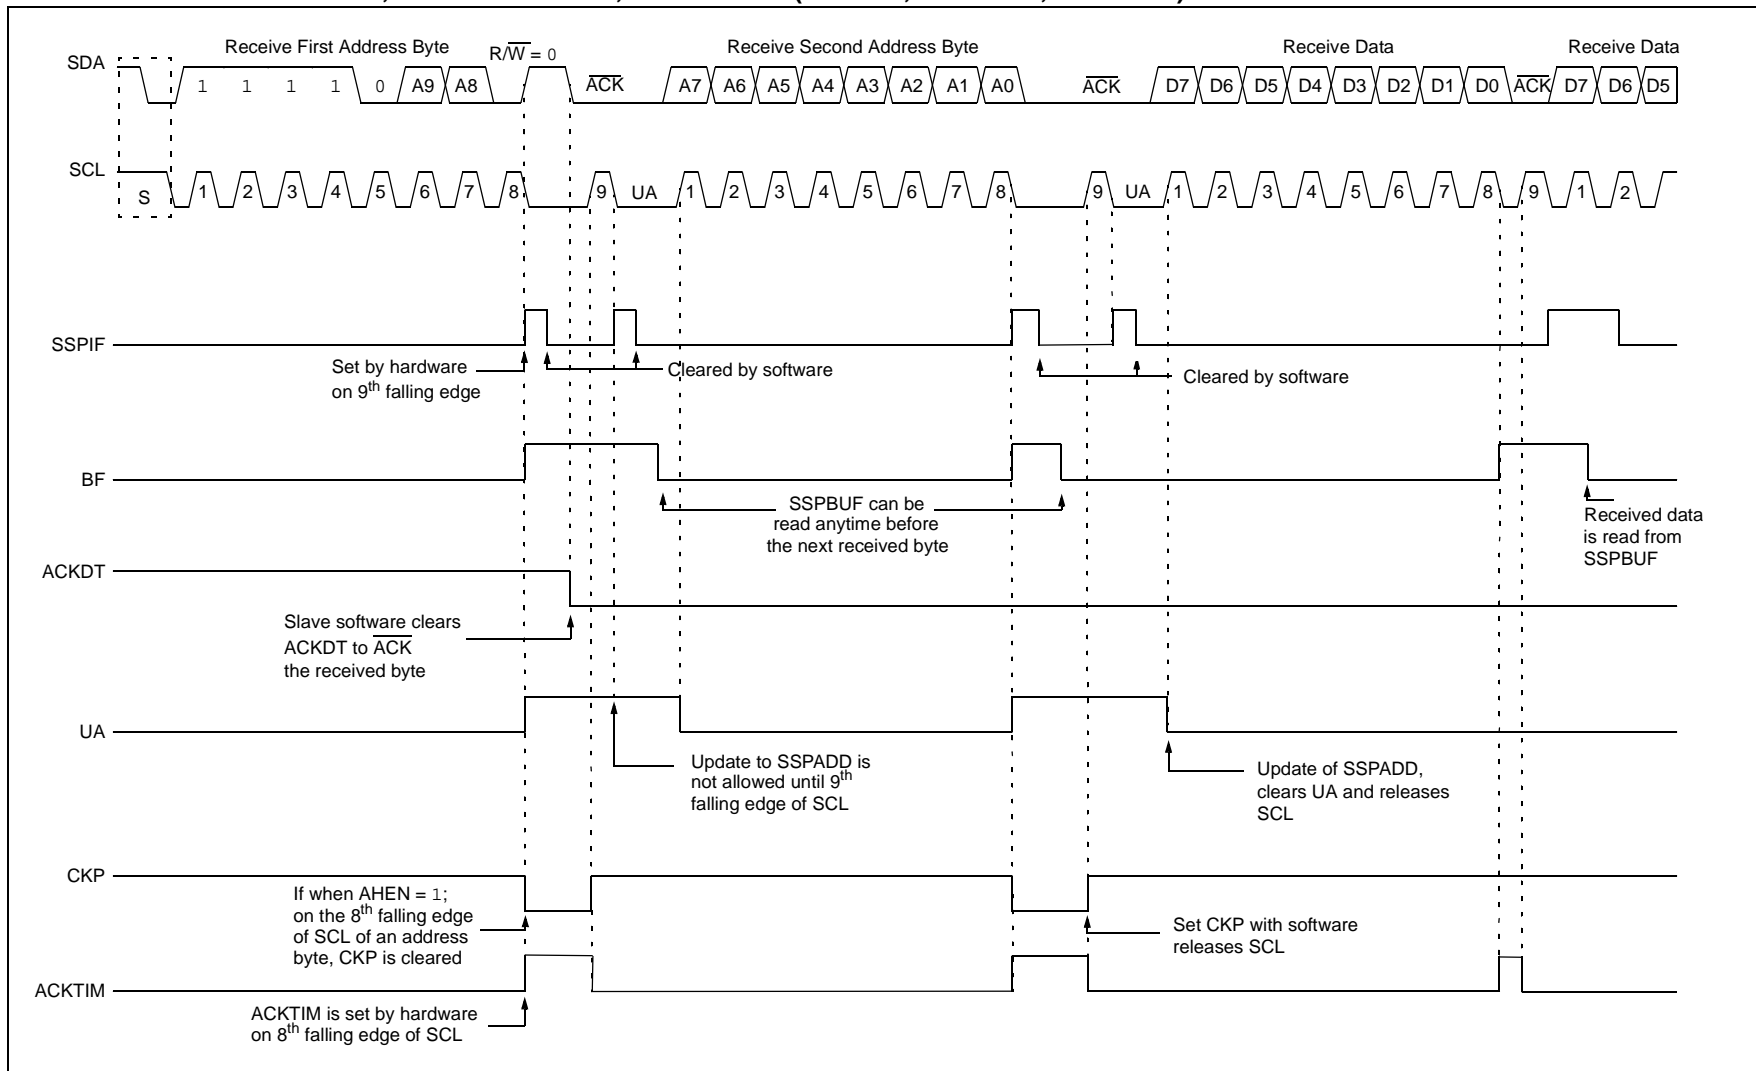 Receive First Address Byte
R/W = 0
Receive Second Address Byte
Receive Data
Receive Data
SDA
1 1 1 1 0 A9 A8 ACK A7 A6 A5 A4 A3 A2 A1 A0 ACK D7 D6 D5 D4 D3 D2 D1 D0 ACK D7 D6 D5
SCL
S 1 2 3 4 5 6 7 8 9 UA 1 2 3 4 5 6 7 8 9 UA 1 2 3 4 5 6 7 8 9 1 2
SSPIF
Set by hardware
on 9th falling edge
Cleared by software
Cleared by software
BF
SSPBUF can be
read anytime before
the next received byte
Received data
is read from
SSPBUF
ACKDT
Slave software clears
ACKDT to ACK
the received byte
UA
Update to SSPADD is
not allowed until 9th
falling edge of SCL
Update of SSPADD,
clears UA and releases
SCL
CKP
If when AHEN = 1;
on the 8th falling edge
of SCL of an address
byte, CKP is cleared
Set CKP with software
releases SCL
ACKTIM
ACKTIM is set by hardware
on 8th falling edge of SCL